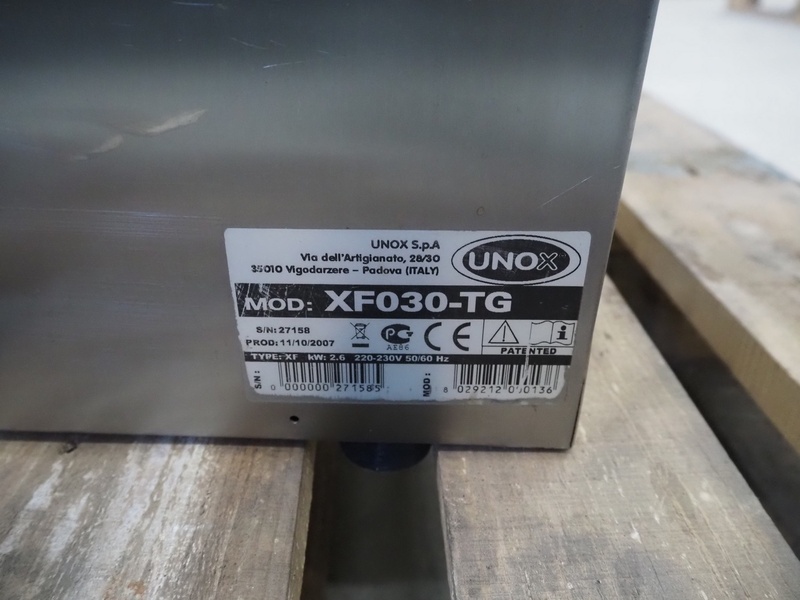 UNOX S.p.A
Via dell'Artigianato, 28/30
35010 Vigodarzere - Padova (ITALY)
UNOX
MOD: XF030-TG
S/N: 27158
PROD: 11/10/2007
AE86
CE
PATENTED
TYPE: XF kW: 2.6 220-230V 50/60 Hz
S/N:
0 000000 271585
MOD:
8 029212 000136